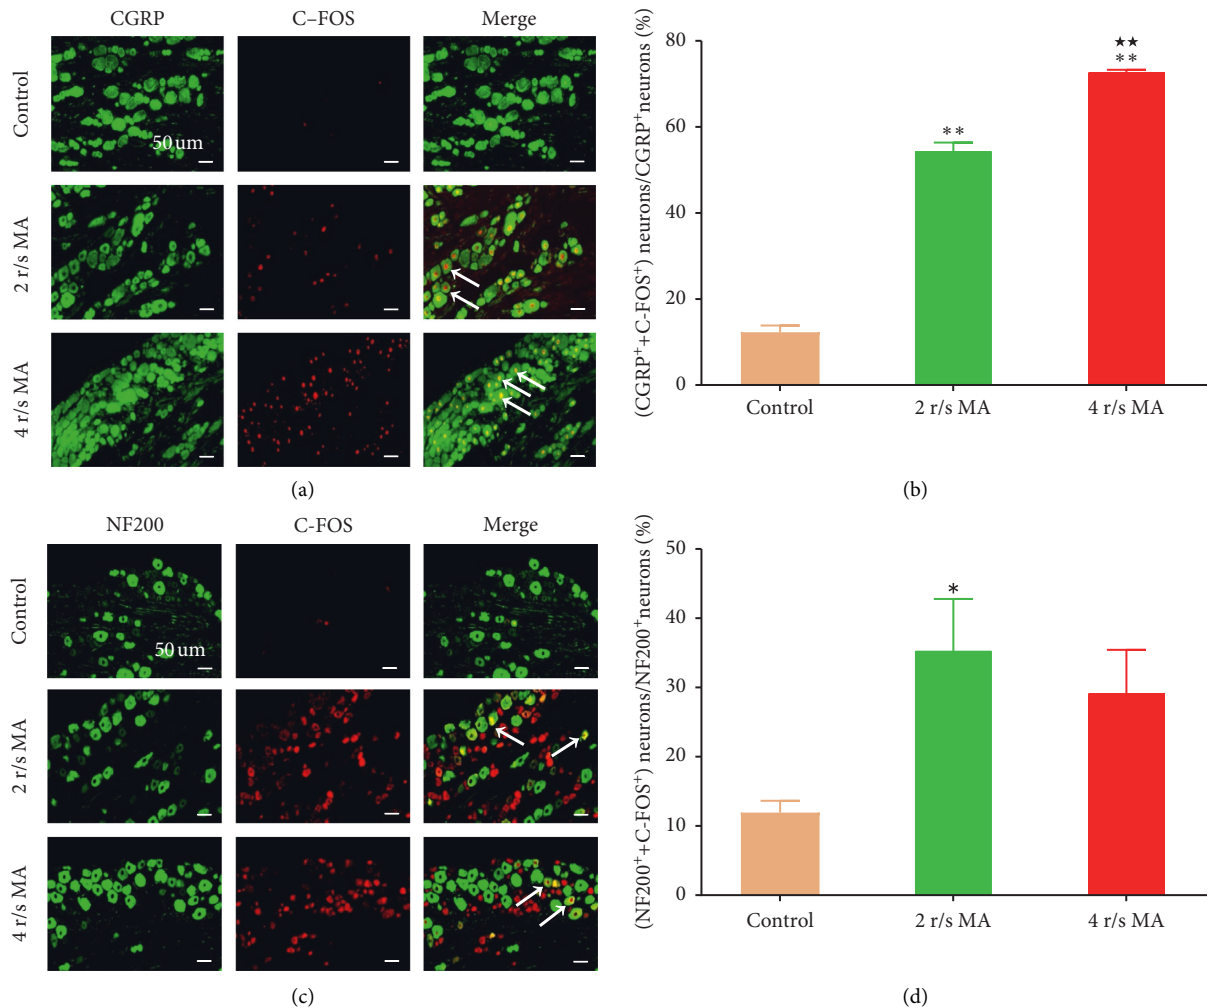 CGRP C–FOS Merge
Control
50 um
2 r/s MA
4 r/s MA
(a)
(CGRP⁺+C-FOS⁺) neurons/CGRP⁺neurons (%)
80
60
40
20
0
★★
**
**
Control 2 r/s MA 4 r/s MA
(b)
NF200 C-FOS Merge
Control
50 um
2 r/s MA
4 r/s MA
(c)
(NF200⁺+C-FOS⁺) neurons/NF200⁺neurons (%)
50
40
30
20
10
0
*
Control 2 r/s MA 4 r/s MA
(d)